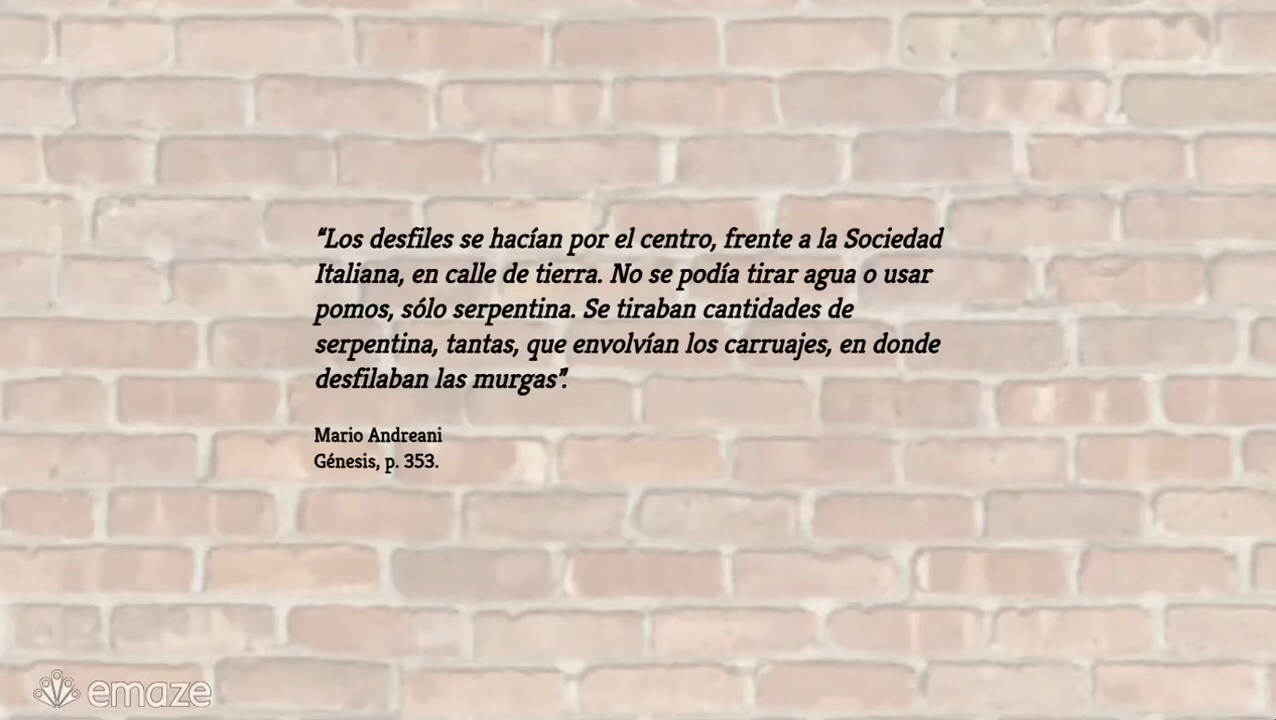 “Los desfiles se hacían por el centro, frente a la Sociedad
Italiana, en calle de tierra. No se podía tirar agua o usar
pomos, sólo serpentina. Se tiraban cantidades de
serpentina, tantas, que envolvían los carruajes, en donde
desfilaban las murgas”.
Mario Andreani
Génesis, p. 353.
emaze